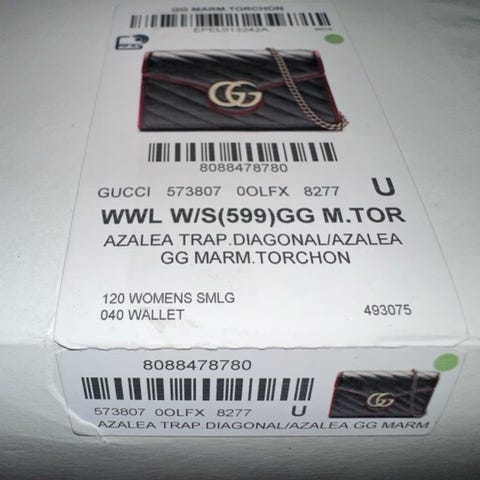 GG MARM.TORCHON
EPEL013242A
8088478780
GUCCI 573807 0OLFX 8277 U
WWL W/S(599)GG M.TOR
AZALEA TRAP.DIAGONAL/AZALEA
GG MARM.TORCHON
120 WOMENS SMLG
040 WALLET 493075
8088478780
573807 0OLFX 8277 U
AZALEA TRAP.DIAGONAL/AZALEA GG MARM.